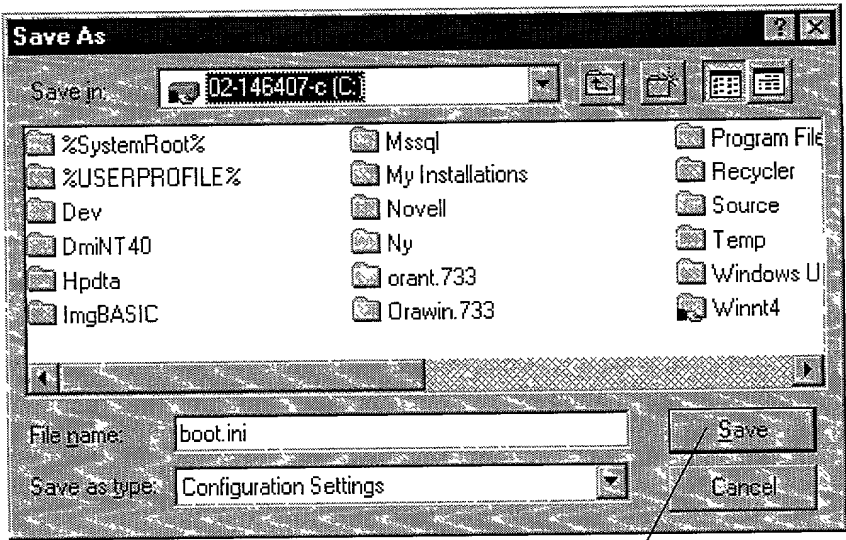 Save As
Save in: 02-146407-c (C:
%SystemRoot%
%USERPROFILE%
Dev
DmiNT40
Hpdta
ImgBASIC
Mssql
My Installations
Novell
Ny
orant.733
Orawin.733
Program File
Recycler
Source
Temp
Windows U
Winnt4
File name: boot.ini
Save
Save as type: Configuration Settings
Cancel